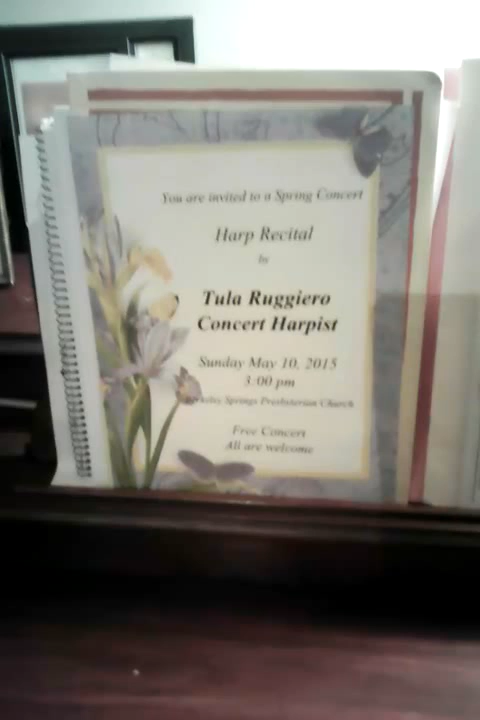 You are invited to a Spring Concert
Harp Recital
by
Tula Ruggiero
Concert Harpist
Sunday May 10, 2015
3:00 pm
Berkeley Springs Presbyterian Church
Free Concert
All are welcome